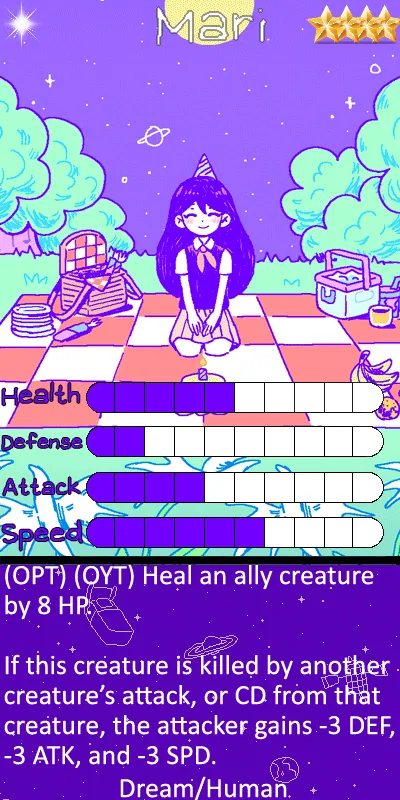 Mari
Health
Defense
Attack
Speed
(OPT) (OYT) Heal an ally creature
by 8 HP.
If this creature is killed by another
creature’s attack, or CD from that
creature, the attacker gains -3 DEF,
-3 ATK, and -3 SPD.
Dream/Human